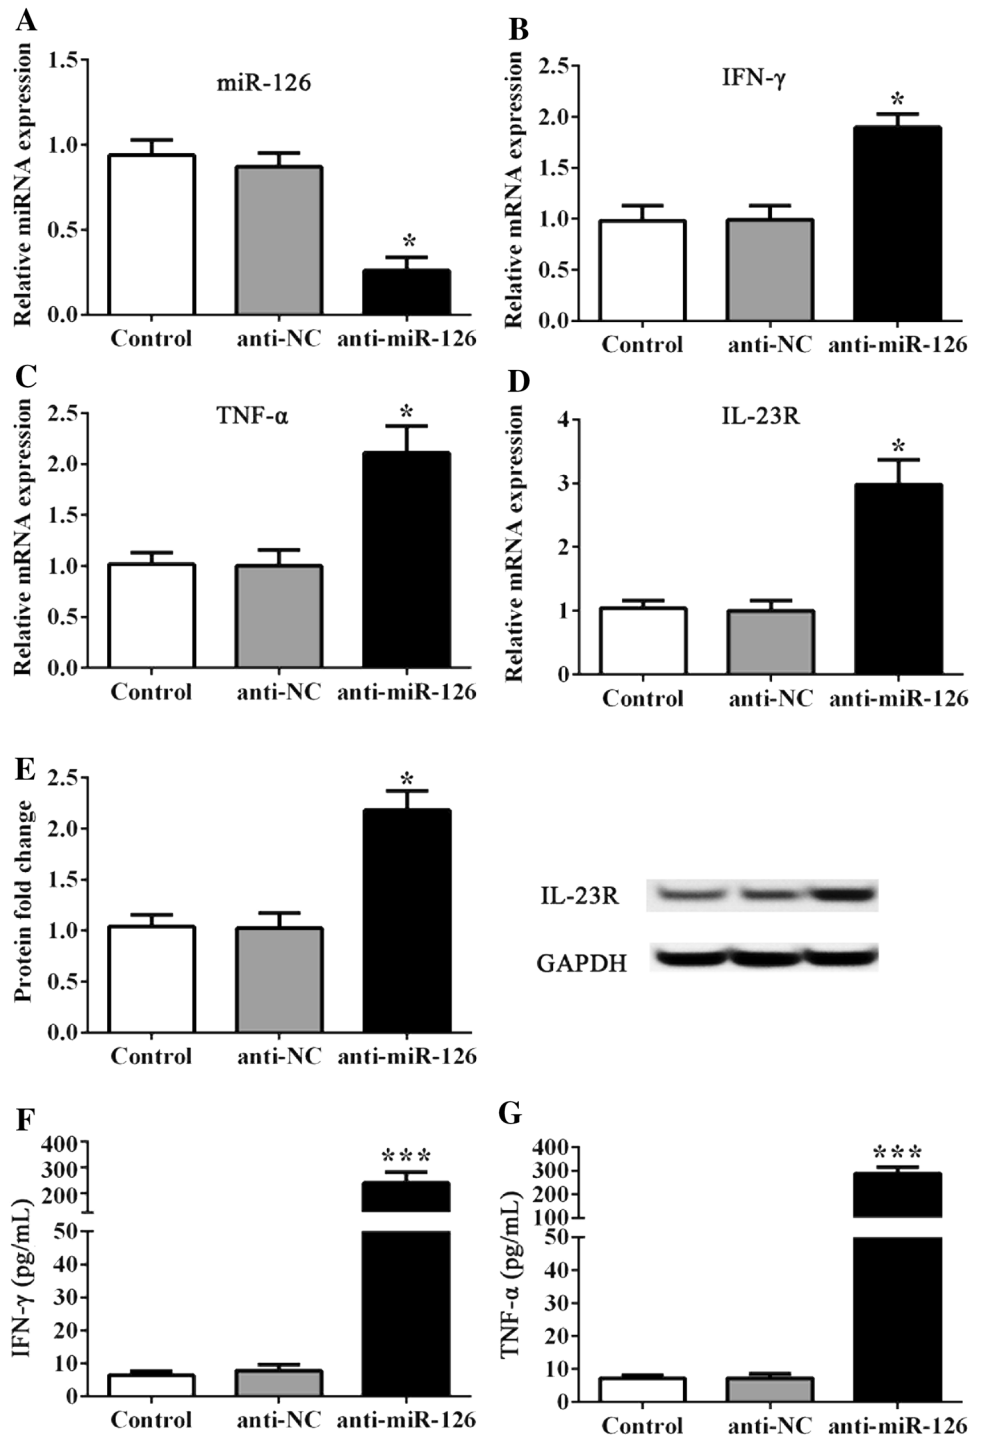 A
miR-126
Relative miRNA expression
1.5
1.0
0.5
0.0
*
Control anti-NC anti-miR-126
B
IFN-γ
Relative mRNA expression
2.5
2.0
1.5
1.0
0.5
0.0
*
Control anti-NC anti-miR-126
C
TNF-α
Relative mRNA expression
2.5
2.0
1.5
1.0
0.5
0.0
*
Control anti-NC anti-miR-126
D
IL-23R
Relative mRNA expression
4
3
2
1
0
*
Control anti-NC anti-miR-126
E
Protein fold change
2.5
2.0
1.5
1.0
0.5
0.0
*
Control anti-NC anti-miR-126
IL-23R
GAPDH
F
IFN-γ (pg/mL)
400
300
200
50
40
30
20
10
0
***
Control anti-NC anti-miR-126
G
TNF-α (pg/mL)
400
300
200
100
50
40
30
20
10
0
***
Control anti-NC anti-miR-126